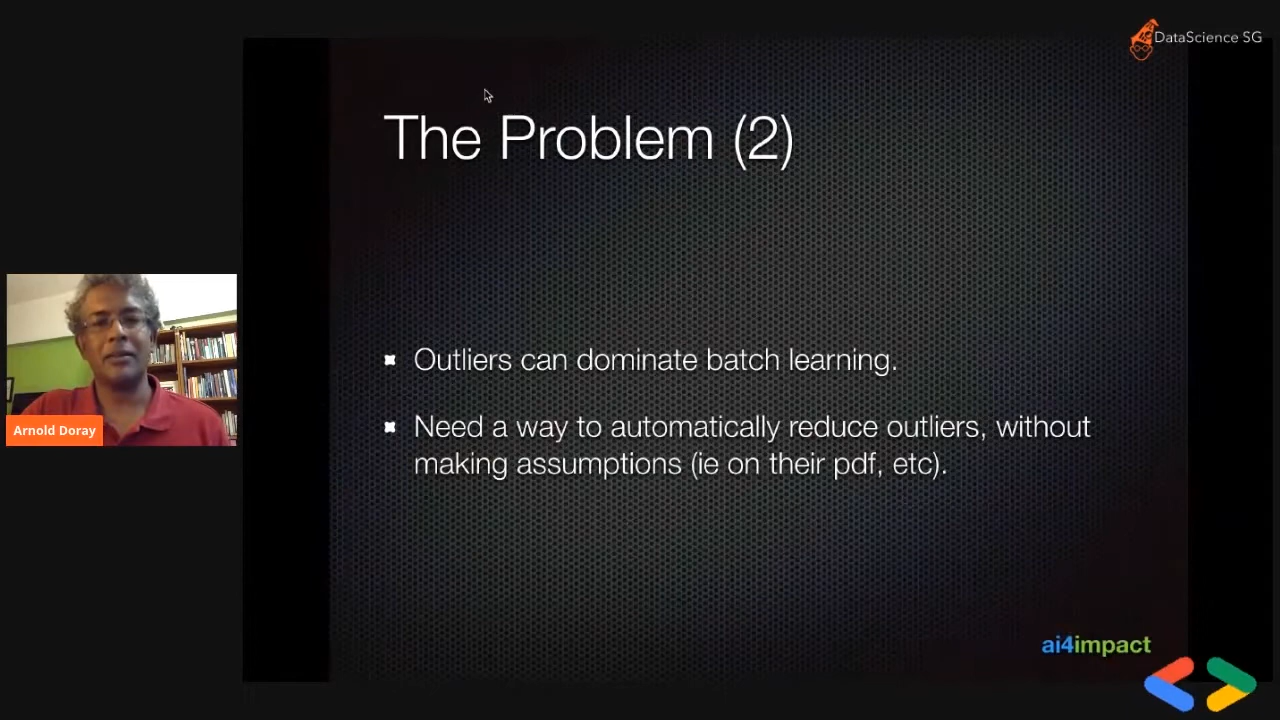 DataScience SG
The Problem (2)
Outliers can dominate batch learning.
Need a way to automatically reduce outliers, without
making assumptions (ie on their pdf, etc).
Arnold Doray
ai4impact